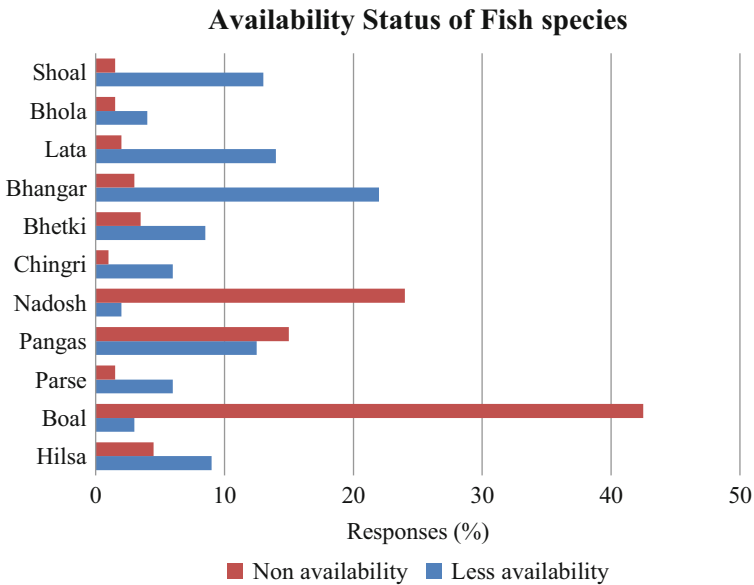 Availability Status of Fish species
Shoal
Bhola
Lata
Bhangar
Bhetki
Chingri
Nadosh
Pangas
Parse
Boal
Hilsa
0 10 20 30 40 50
Responses (%)
Non availability Less availability